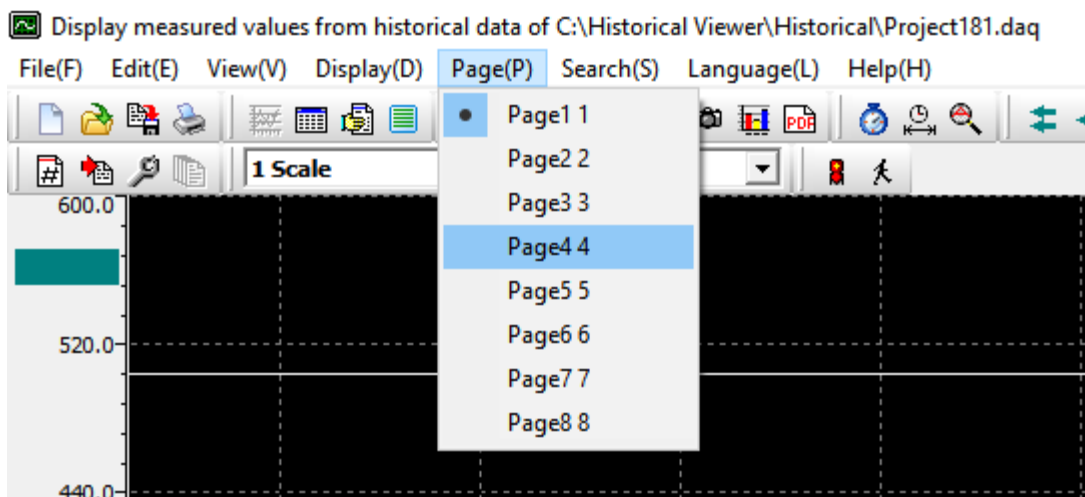 Display measured values from historical data of C:\Historical Viewer\Historical\Project181.daq
File(F) Edit(E) View(V) Display(D) Page(P) Search(S) Language(L) Help(H)
Page1 1
PDF
Page2 2
#
1 Scale
600.0
Page3 3
Page4 4
Page5 5
520.0
Page6 6
Page7 7
Page8 8
440.0